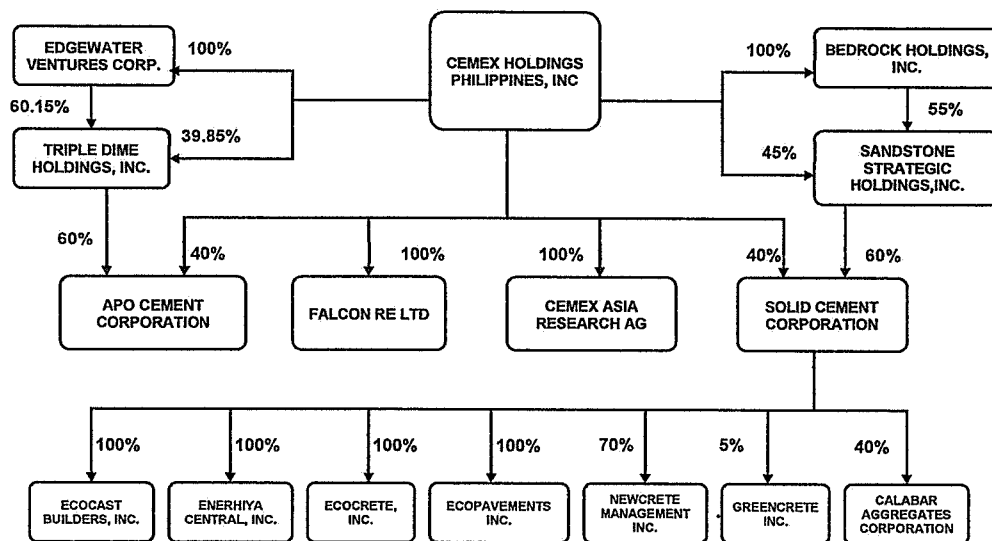 EDGEWATER
VENTURES CORP.
100%
CEMEX HOLDINGS
PHILIPPINES, INC
100%
BEDROCK HOLDINGS,
INC.
60.15%
55%
39.85%
TRIPLE DIME
HOLDINGS, INC.
45%
SANDSTONE
STRATEGIC
HOLDINGS,INC.
60%
40%
100%
100%
40%
60%
APO CEMENT
CORPORATION
FALCON RE LTD
CEMEX ASIA
RESEARCH AG
SOLID CEMENT
CORPORATION
100%
100%
100%
100%
70%
5%
40%
ECOCAST
BUILDERS, INC.
ENERHIYA
CENTRAL, INC.
ECOCRETE,
INC.
ECOPAVEMENTS
INC.
NEWCRETE
MANAGEMENT
INC.
GREENCRETE
INC.
CALABAR
AGGREGATES
CORPORATION